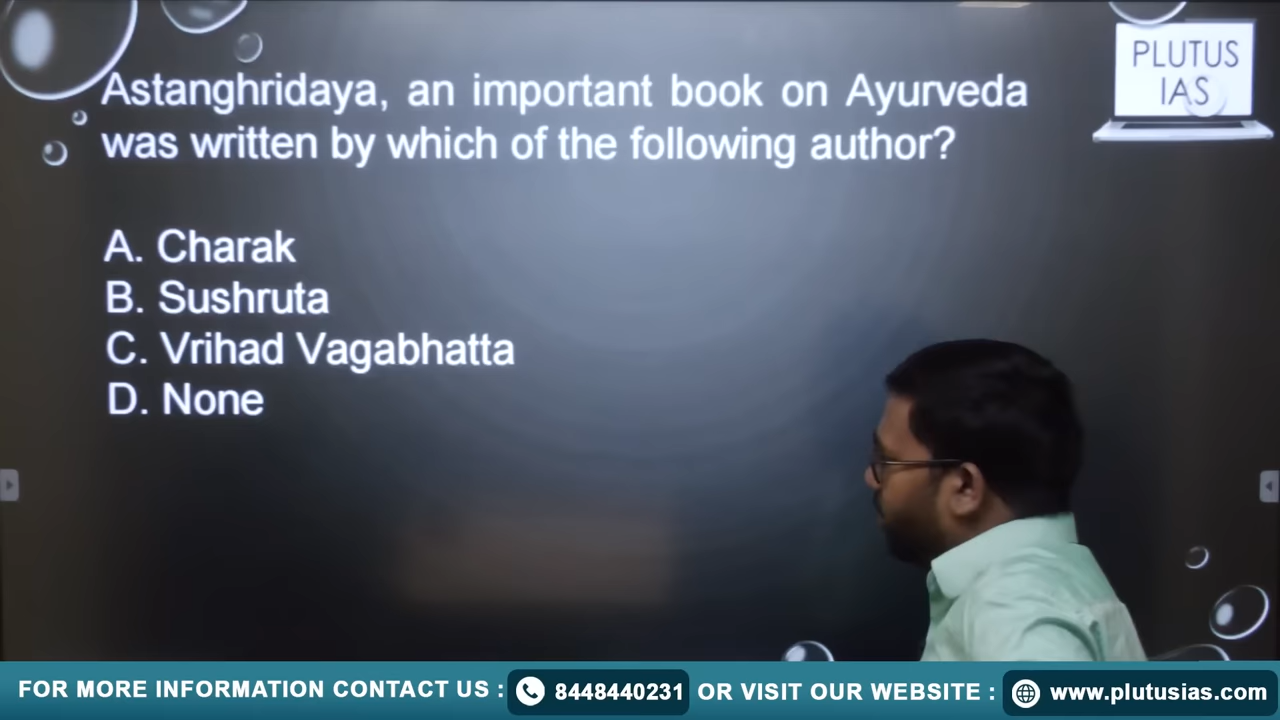 PLUTUS
IAS
Astanghridaya, an important book on Ayurveda
was written by which of the following author?
A. Charak
B. Sushruta
C. Vrihad Vagabhatta
D. None
FOR MORE INFORMATION CONTACT US : 8448440231 OR VISIT OUR WEBSITE : www.plutusias.com